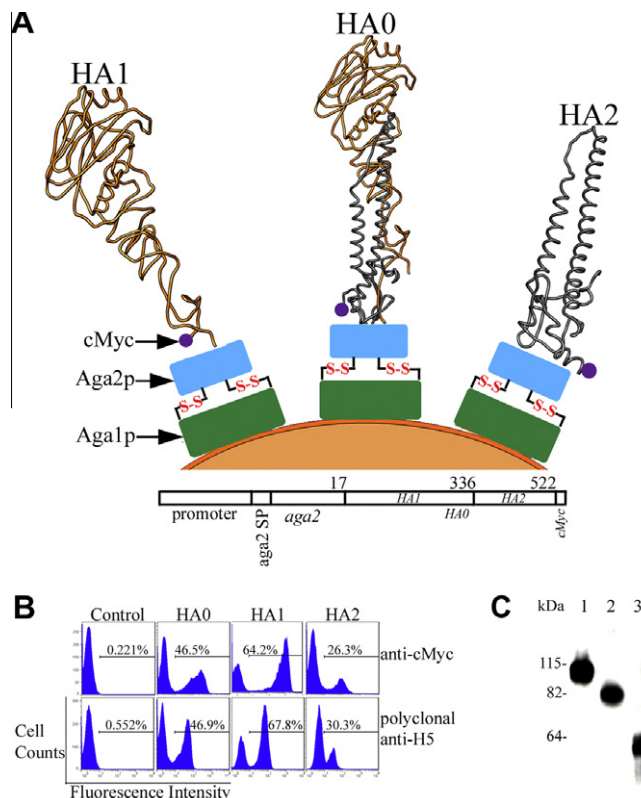 A
HA1
HA0
HA2
cMyc
Aga2p
Aga1p
S-S
S-S
S-S
S-S
S-S
S-S
17
336
522
promoter
aga2 SP
aga2
HA1
HA0
HA2
cMyc
B
Control
HA0
HA1
HA2
0.221%
46.5%
64.2%
26.3%
anti-cMyc
0.552%
46.9%
67.8%
30.3%
polyclonal
anti-H5
Cell
Counts
Fluorescence Intensity
C
kDa
1
2
3
115-
82-
64-